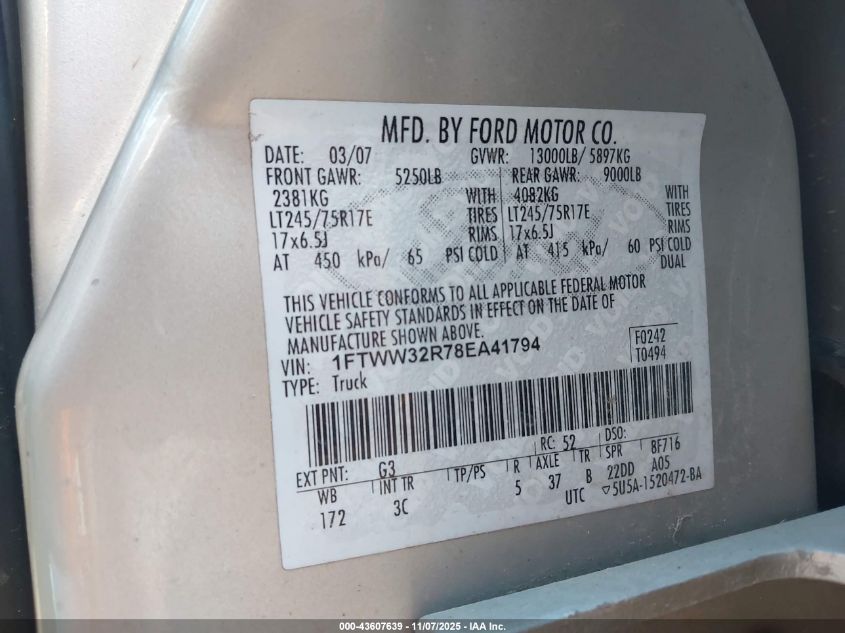 MFD. BY FORD MOTOR CO.
DATE: 03/07 GVWR: 13000LB/ 5897KG
FRONT GAWR: 5250LB REAR GAWR: 9000LB
2381KG WITH 4082KG WITH
LT245/75R17E TIRES LT245/75R17E TIRES
17x6.5J RIMS 17x6.5J RIMS
AT 450 kPa/ 65 PSI COLD AT 415 kPa/ 60 PSI COLD
DUAL
THIS VEHICLE CONFORMS TO ALL APPLICABLE FEDERAL MOTOR
VEHICLE SAFETY STANDARDS IN EFFECT ON THE DATE OF
MANUFACTURE SHOWN ABOVE.
VIN: 1FTWW32R78EA41794 F0242
TYPE: Truck T0494
EXT PNT: G3 RC: 52 DSO:
WB INT TR TP/PS R AXLE TR SPR BF716
172 3C 5 37 B 22DD A05
UTC ▽5U5A-1520472-BA
000-43607639 - 11/07/2025 - IAA, Inc.